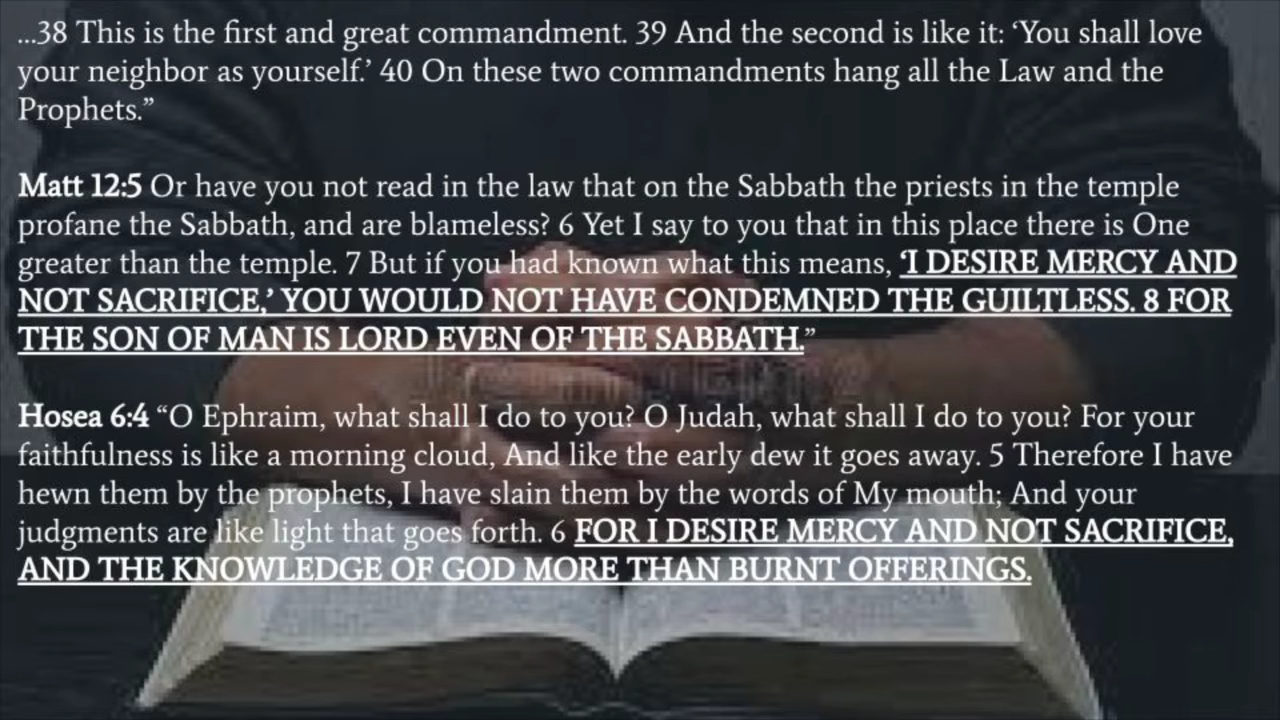 ...38 This is the first and great commandment. 39 And the second is like it: ‘You shall love
your neighbor as yourself.’ 40 On these two commandments hang all the Law and the
Prophets.”
Matt 12:5 Or have you not read in the law that on the Sabbath the priests in the temple
profane the Sabbath, and are blameless? 6 Yet I say to you that in this place there is One
greater than the temple. 7 But if you had known what this means, ‘I DESIRE MERCY AND
NOT SACRIFICE,’ YOU WOULD NOT HAVE CONDEMNED THE GUILTLESS. 8 FOR
THE SON OF MAN IS LORD EVEN OF THE SABBATH.”
Hosea 6:4 “O Ephraim, what shall I do to you? O Judah, what shall I do to you? For your
faithfulness is like a morning cloud, And like the early dew it goes away. 5 Therefore I have
hewn them by the prophets, I have slain them by the words of My mouth; And your
judgments are like light that goes forth. 6 FOR I DESIRE MERCY AND NOT SACRIFICE,
AND THE KNOWLEDGE OF GOD MORE THAN BURNT OFFERINGS.